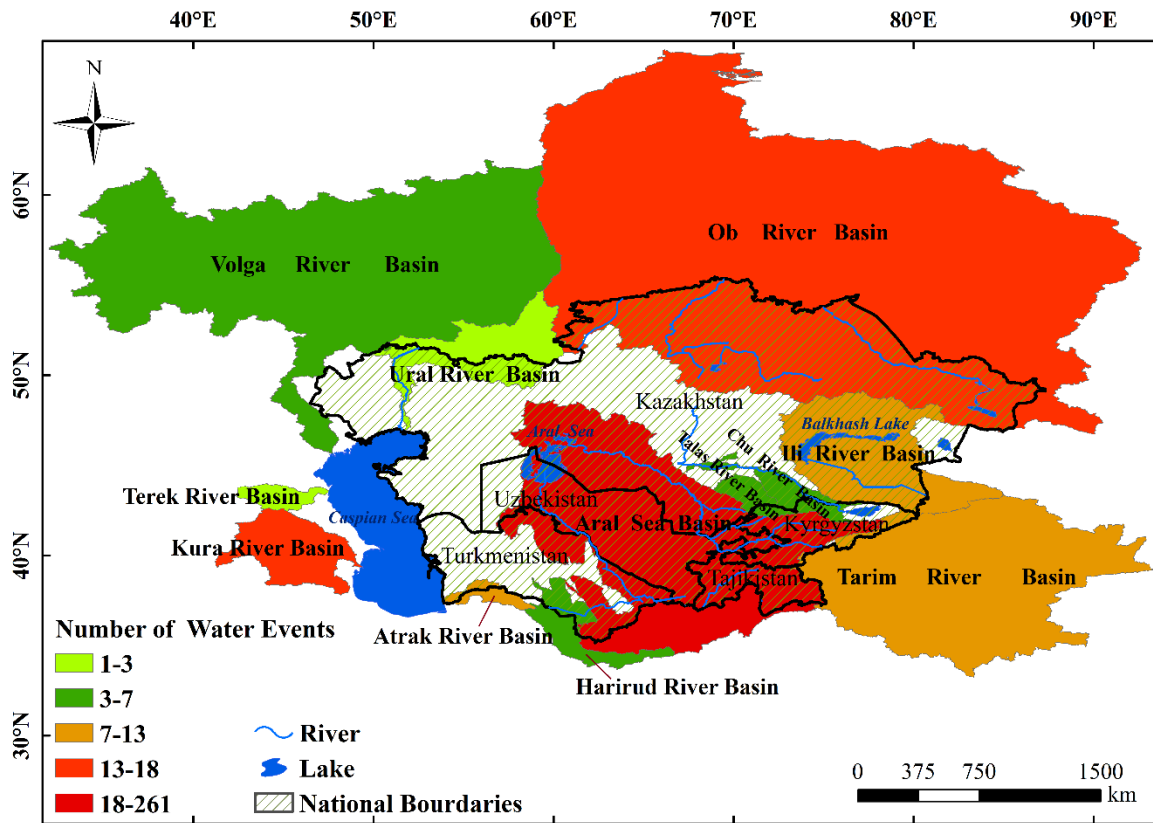 50°E 60°E 70°E 80°E 90°E
40°E
N
60°N
50°N
40°N
30°N
Ob River Basin
Volga River Basin
Ural River Basin
Kazakhstan
Aral Sea
Balkhash Lake
Chu River Basin
Talas River Basin
Ili River Basin
Terek River Basin
Caspian Sea
Uzbekistan
Aral Sea Basin
Kyrgyzstan
Kura River Basin
Turkmenistan
Tajikistan
Tarim River Basin
Atrak River Basin
Harirud River Basin
Number of Water Events
1-3
3-7
7-13
13-18
18-261
River
Lake
National Bourdaries
0 375 750 1500
km